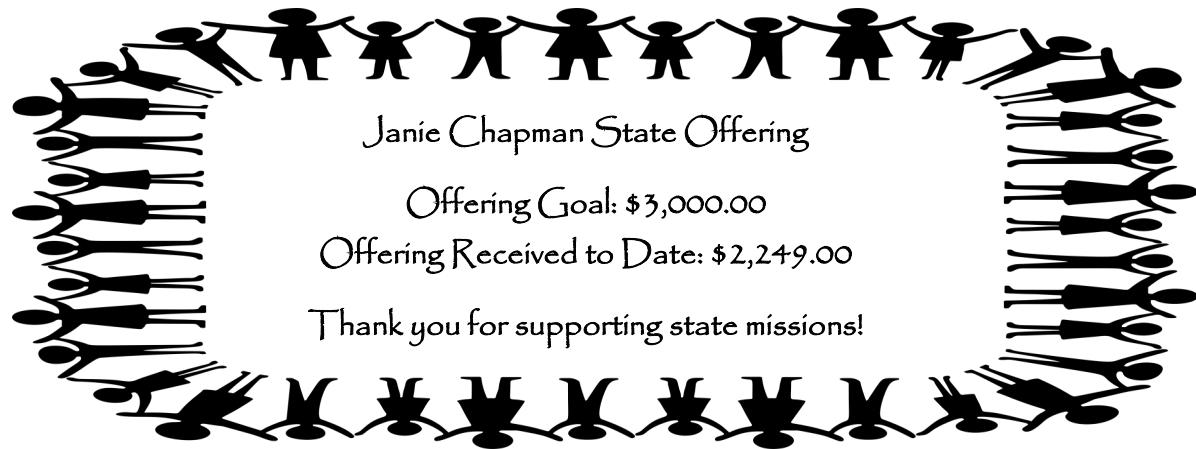 Janie Chapman State Offering
Offering Goal: $3,000.00
Offering Received to Date: $2,249.00
Thank you for supporting state missions!